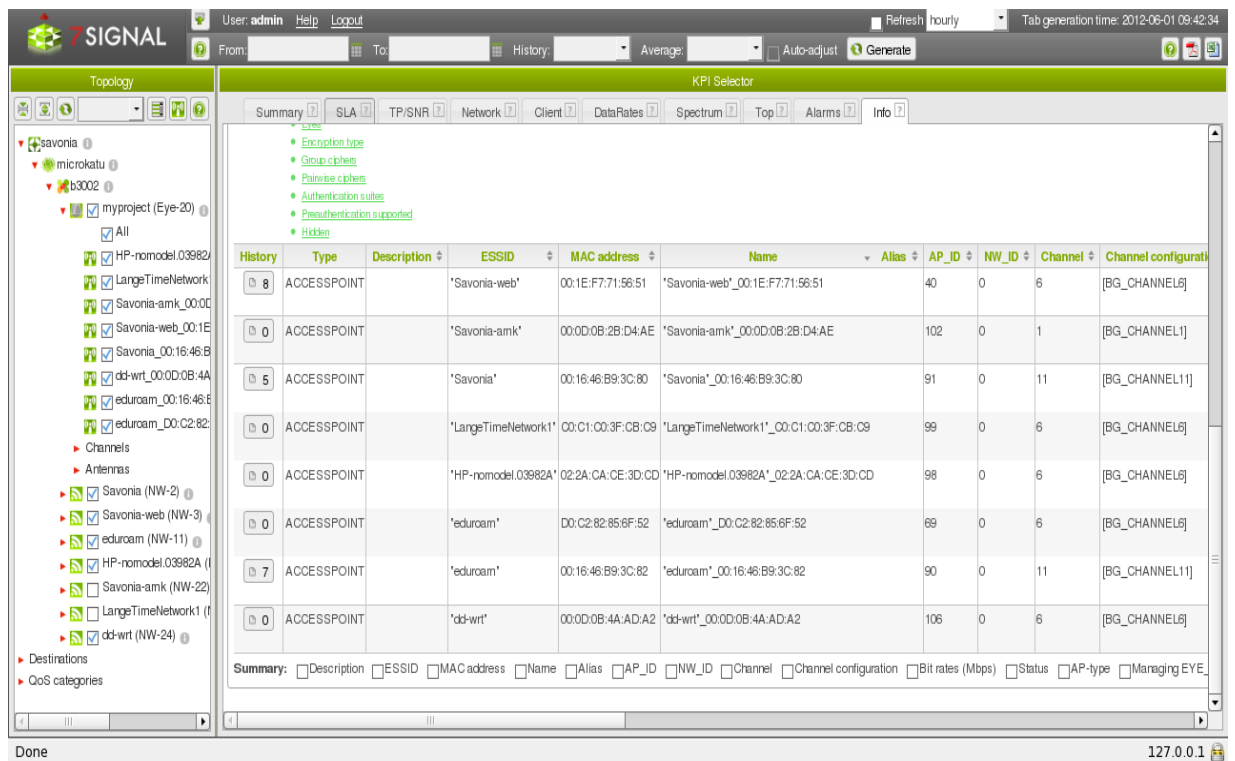 7SIGNAL
User: admin Help Logout
Refresh hourly
Tab generation time: 2012-06-01 09:42:34
From: To: History: Average: Auto-adjust Generate
Topology
KPI Selector
Summary SLA TP/SNR Network Client DataRates Spectrum Top Alarms Info
savonia
microkatu
b3002
myproject (Eye-20)
All
HP-nomodel.03982A
LangeTimeNetwork
Savonia-amk_00:0D
Savonia-web_00:1E
Savonia_00:16:46:B
dd-wrt_00:0D:0B:4A
eduroam_00:16:46:B
eduroam_D0:C2:82:
Channels
Antennas
Savonia (NW-2)
Savonia-web (NW-3)
eduroam (NW-11)
HP-nomodel.03982A (
Savonia-amk (NW-22)
LangeTimeNetwork1 (
dd-wrt (NW-24)
Destinations
QoS categories
Eyes
Encryption type
Group ciphers
Pairwise ciphers
Authentication suites
Preauthentication supported
Hidden
History Type Description ESSID MAC address Name Alias AP_ID NW_ID Channel Channel configurati
8 ACCESSPOINT "Savonia-web" 00:1E:F7:71:56:51 "Savonia-web"_00:1E:F7:71:56:51 40 0 6 [BG_CHANNEL6]
0 ACCESSPOINT "Savonia-amk" 00:0D:0B:2B:D4:AE "Savonia-amk"_00:0D:0B:2B:D4:AE 102 0 1 [BG_CHANNEL1]
5 ACCESSPOINT "Savonia" 00:16:46:B9:3C:80 "Savonia"_00:16:46:B9:3C:80 91 0 11 [BG_CHANNEL11]
0 ACCESSPOINT "LangeTimeNetwork1" C0:C1:C0:3F:CB:C9 "LangeTimeNetwork1"_C0:C1:C0:3F:CB:C9 99 0 6 [BG_CHANNEL6]
0 ACCESSPOINT "HP-nomodel.03982A" 02:2A:CA:CE:3D:CD "HP-nomodel.03982A"_02:2A:CA:CE:3D:CD 98 0 6 [BG_CHANNEL6]
0 ACCESSPOINT "eduroam" D0:C2:82:85:6F:52 "eduroam"_D0:C2:82:85:6F:52 69 0 6 [BG_CHANNEL6]
7 ACCESSPOINT "eduroam" 00:16:46:B9:3C:82 "eduroam"_00:16:46:B9:3C:82 90 0 11 [BG_CHANNEL11]
0 ACCESSPOINT "dd-wrt" 00:0D:0B:4A:AD:A2 "dd-wrt"_00:0D:0B:4A:AD:A2 106 0 6 [BG_CHANNEL6]
Summary: Description ESSID MAC address Name Alias AP_ID NW_ID Channel Channel configuration Bit rates (Mbps) Status AP-type Managing EYE_
Done
127.0.0.1